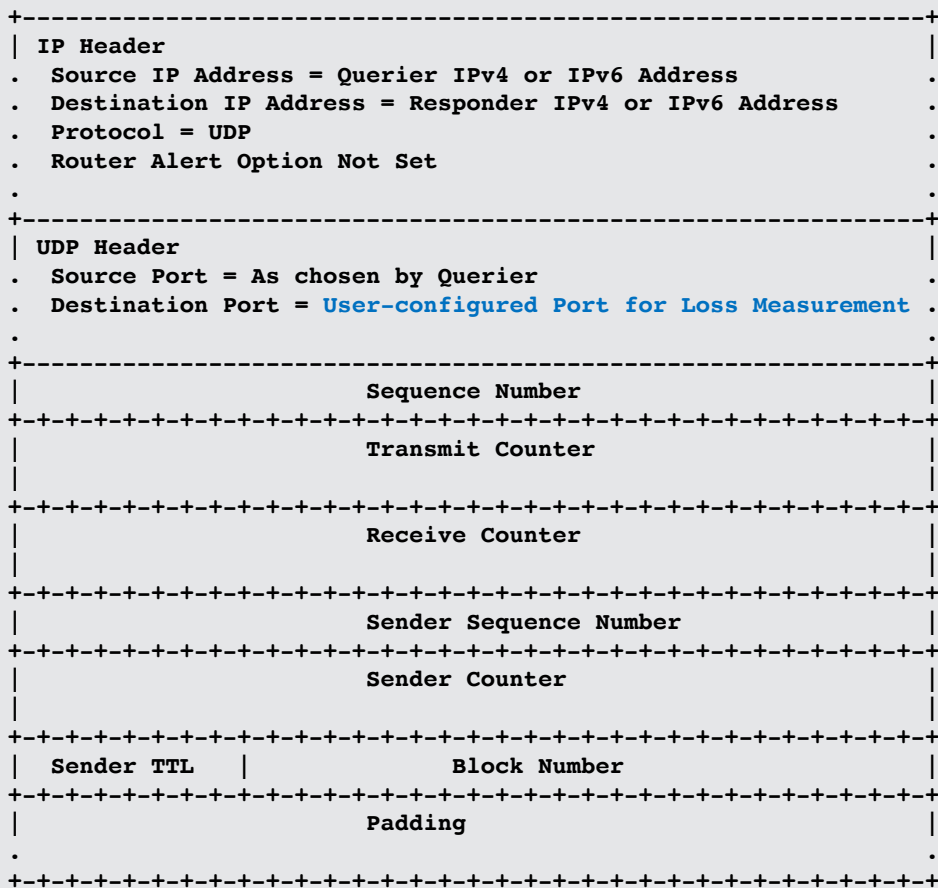 +---------------------------------------------------------------+
| IP Header |
. Source IP Address = Querier IPv4 or IPv6 Address .
. Destination IP Address = Responder IPv4 or IPv6 Address .
. Protocol = UDP .
. Router Alert Option Not Set .
. .
+---------------------------------------------------------------+
| UDP Header |
. Source Port = As chosen by Querier .
. Destination Port = User-configured Port for Loss Measurement .
. .
+---------------------------------------------------------------+
| Sequence Number |
+-+-+-+-+-+-+-+-+-+-+-+-+-+-+-+-+-+-+-+-+-+-+-+-+-+-+-+-+-+-+-+-+
| Transmit Counter |
| |
+-+-+-+-+-+-+-+-+-+-+-+-+-+-+-+-+-+-+-+-+-+-+-+-+-+-+-+-+-+-+-+-+
| Receive Counter |
| |
+-+-+-+-+-+-+-+-+-+-+-+-+-+-+-+-+-+-+-+-+-+-+-+-+-+-+-+-+-+-+-+-+
| Sender Sequence Number |
+-+-+-+-+-+-+-+-+-+-+-+-+-+-+-+-+-+-+-+-+-+-+-+-+-+-+-+-+-+-+-+-+
| Sender Counter |
| |
+-+-+-+-+-+-+-+-+-+-+-+-+-+-+-+-+-+-+-+-+-+-+-+-+-+-+-+-+-+-+-+-+
| Sender TTL | Block Number |
+-+-+-+-+-+-+-+-+-+-+-+-+-+-+-+-+-+-+-+-+-+-+-+-+-+-+-+-+-+-+-+-+
| Padding |
. .
+-+-+-+-+-+-+-+-+-+-+-+-+-+-+-+-+-+-+-+-+-+-+-+-+-+-+-+-+-+-+-+-+